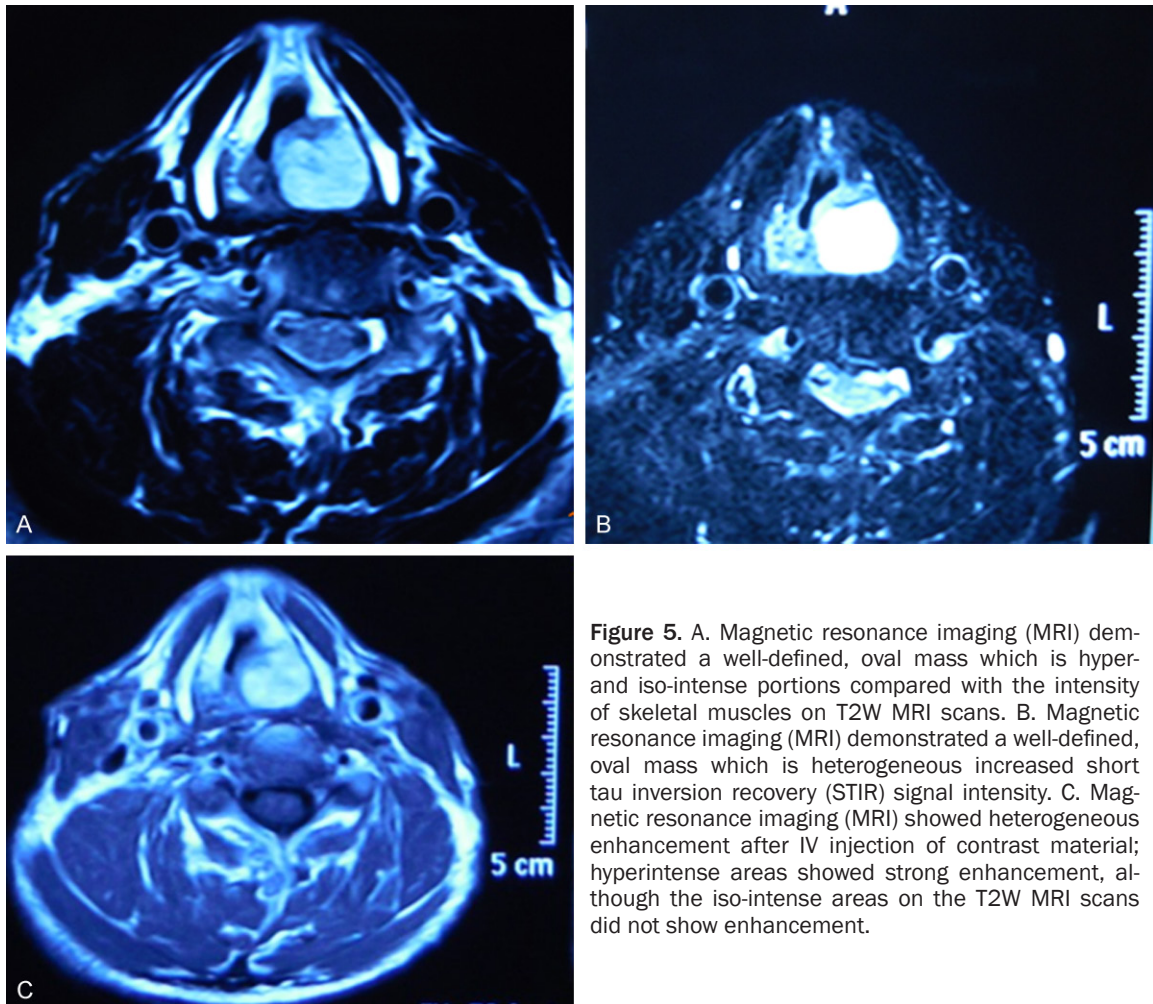 A
A
B
L
5 cm
L
5 cm
C
Figure 5. A. Magnetic resonance imaging (MRI) dem-
onstrated a well-defined, oval mass which is hyper-
and iso-intense portions compared with the intensity
of skeletal muscles on T2W MRI scans. B. Magnetic
resonance imaging (MRI) demonstrated a well-defined,
oval mass which is heterogeneous increased short
tau inversion recovery (STIR) signal intensity. C. Mag-
netic resonance imaging (MRI) showed heterogeneous
enhancement after IV injection of contrast material;
hyperintense areas showed strong enhancement, al-
though the iso-intense areas on the T2W MRI scans
did not show enhancement.